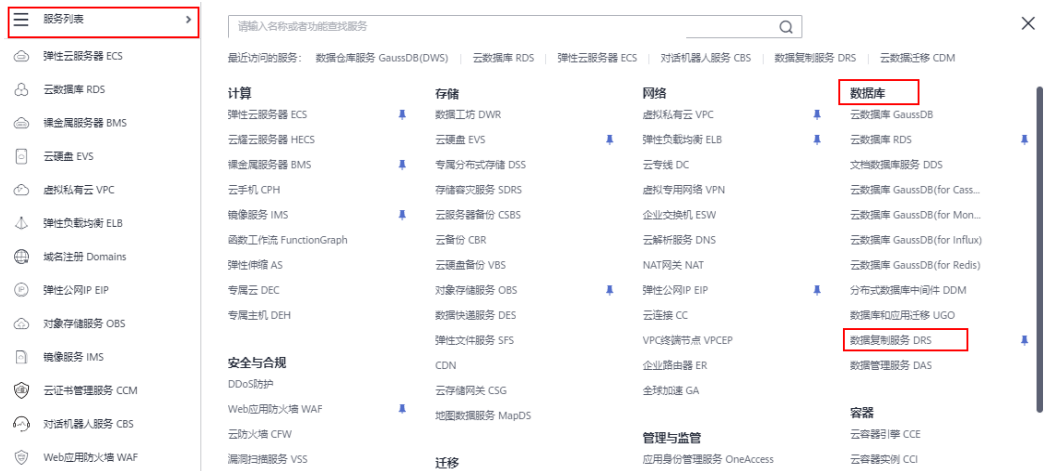 服务列表
弹性云服务器 ECS
云数据库 RDS
裸金属服务器 BMS
云硬盘 EVS
虚拟私有云 VPC
弹性负载均衡 ELB
域名注册 Domains
弹性公网IP EIP
对象存储服务 OBS
镜像服务 IMS
云证书管理服务 CCM
对话机器人服务 CBS
Web应用防火墙 WAF
请输入名称或者功能查找服务
最近访问的服务： 数据仓库服务 GaussDB(DWS) 云数据库 RDS 弹性云服务器 ECS 对话机器人服务 CBS 数据复制服务 DRS 云数据迁移 CDM
计算
弹性云服务器 ECS
云耀云服务器 HECS
裸金属服务器 BMS
云手机 CPH
镜像服务 IMS
函数工作流 FunctionGraph
弹性伸缩 AS
专属云 DEC
专属主机 DEH
安全与合规
DDoS防护
Web应用防火墙 WAF
云防火墙 CFW
漏洞扫描服务 VSS
存储
数据工坊 DWR
云硬盘 EVS
专属分布式存储 DSS
存储容灾服务 SDRS
云服务器备份 CSBS
云备份 CBR
云硬盘备份 VBS
对象存储服务 OBS
数据快递服务 DES
弹性文件服务 SFS
CDN
云存储网关 CSG
地图数据服务 MapDS
迁移
网络
虚拟私有云 VPC
弹性负载均衡 ELB
云专线 DC
虚拟专用网络 VPN
企业交换机 ESW
云解析服务 DNS
NAT网关 NAT
弹性公网IP EIP
云连接 CC
VPC终端节点 VPCEP
企业路由器 ER
全球加速 GA
管理与监管
应用身份管理服务 OneAccess
数据库
云数据库 GaussDB
云数据库 RDS
文档数据库服务 DDS
云数据库 GaussDB(for Cass...
云数据库 GaussDB(for Mon...
云数据库 GaussDB(for Influx)
云数据库 GaussDB(for Redis)
分布式数据库中间件 DDM
数据库和应用迁移 UGO
数据复制服务 DRS
数据管理服务 DAS
容器
云容器引擎 CCE
云容器实例 CCI